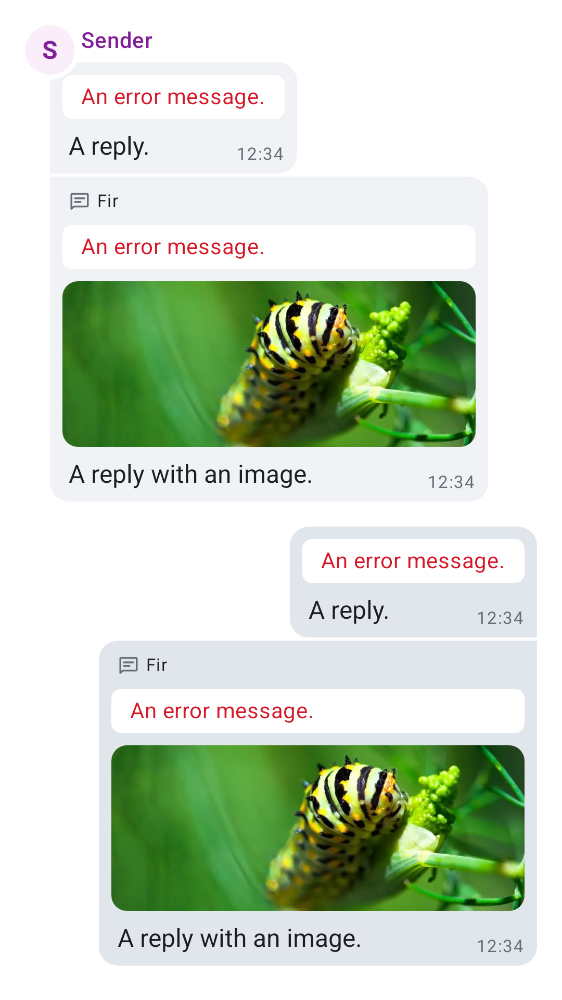 S
Sender
An error message.
A reply.
12:34
Fir
An error message.
A reply with an image.
12:34
An error message.
A reply.
12:34
Fir
An error message.
A reply with an image.
12:34